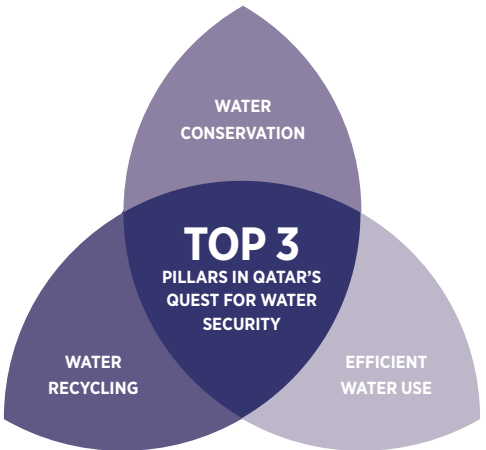 WATER
CONSERVATION
TOP 3
PILLARS IN QATAR'S
QUEST FOR WATER
SECURITY
WATER
RECYCLING
EFFICIENT
WATER USE